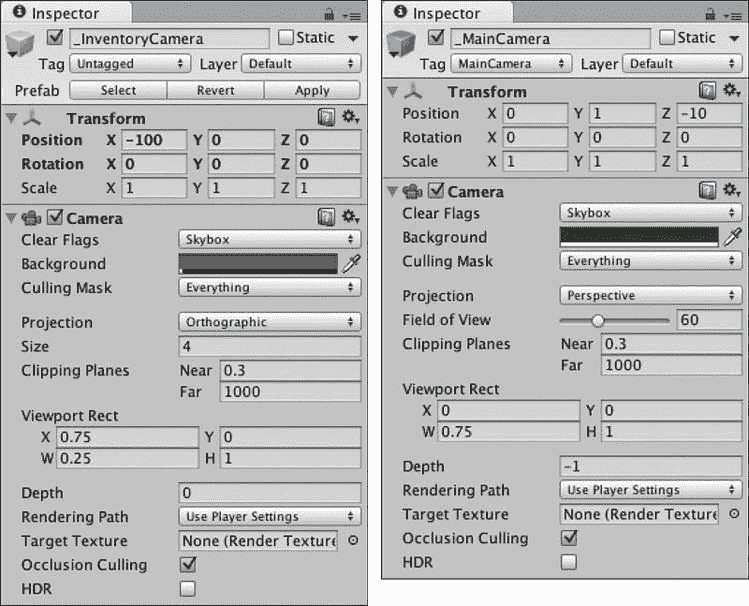 Inspector
_InventoryCamera Static
Tag Untagged Layer Default
Prefab Select Revert Apply
Transform
Position X -100 Y 0 Z 0
Rotation X 0 Y 0 Z 0
Scale X 1 Y 1 Z 1
Camera
Clear Flags Skybox
Background
Culling Mask Everything
Projection Orthographic
Size 4
Clipping Planes Near 0.3
Far 1000
Viewport Rect
X 0.75 Y 0
W 0.25 H 1
Depth 0
Rendering Path Use Player Settings
Target Texture None (Render Texture
Occlusion Culling
HDR
Inspector
_MainCamera Static
Tag MainCamera Layer Default
Transform
Position X 0 Y 1 Z -10
Rotation X 0 Y 0 Z 0
Scale X 1 Y 1 Z 1
Camera
Clear Flags Skybox
Background
Culling Mask Everything
Projection Perspective
Field of View 60
Clipping Planes Near 0.3
Far 1000
Viewport Rect
X 0 Y 0
W 0.75 H 1
Depth -1
Rendering Path Use Player Settings
Target Texture None (Render Texture
Occlusion Culling
HDR